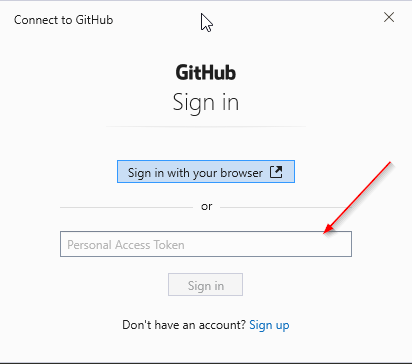 Connect to GitHub
GitHub
Sign in
Sign in with your browser
or
Personal Access Token
Sign in
Don't have an account? Sign up